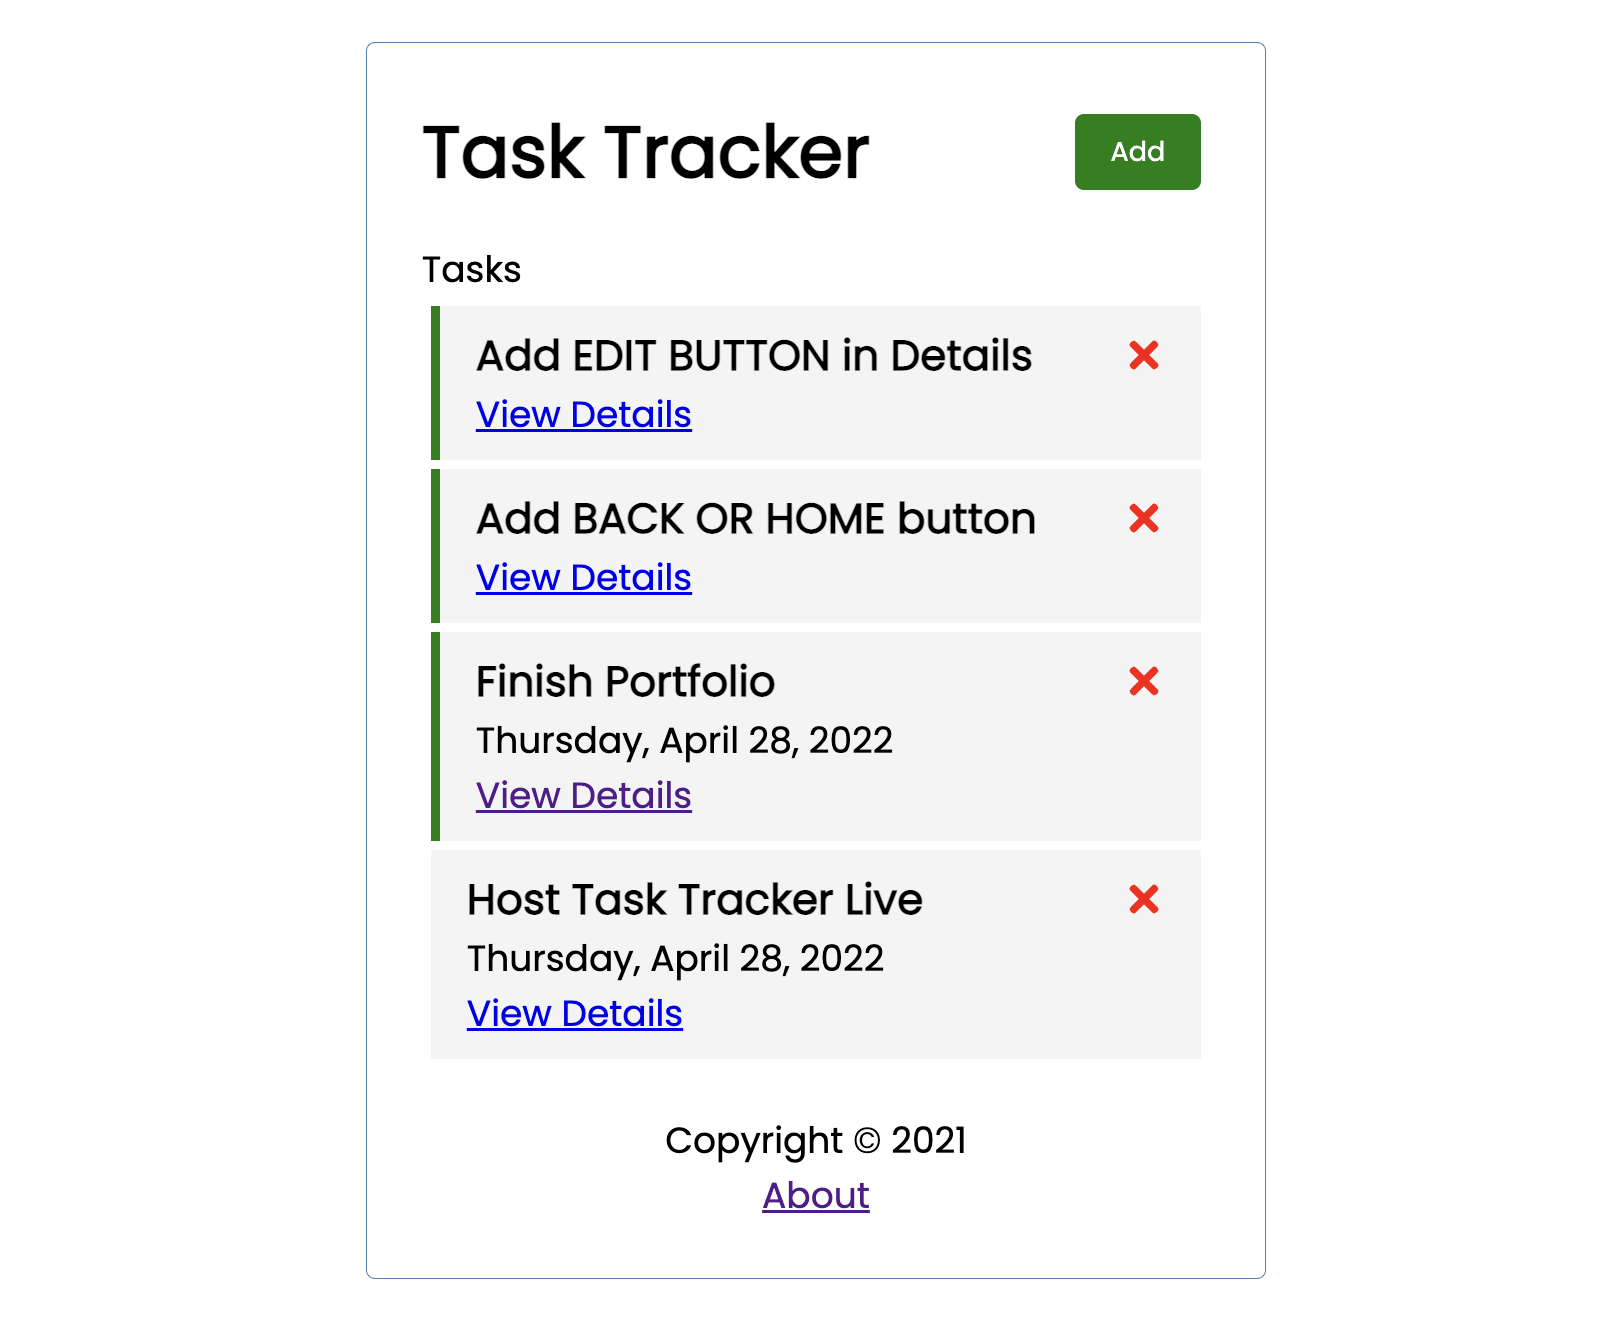 Task Tracker
Add
Tasks
Add EDIT BUTTON in Details
View Details
Add BACK OR HOME button
View Details
Finish Portfolio
Thursday, April 28, 2022
View Details
Host Task Tracker Live
Thursday, April 28, 2022
View Details
Copyright © 2021
About